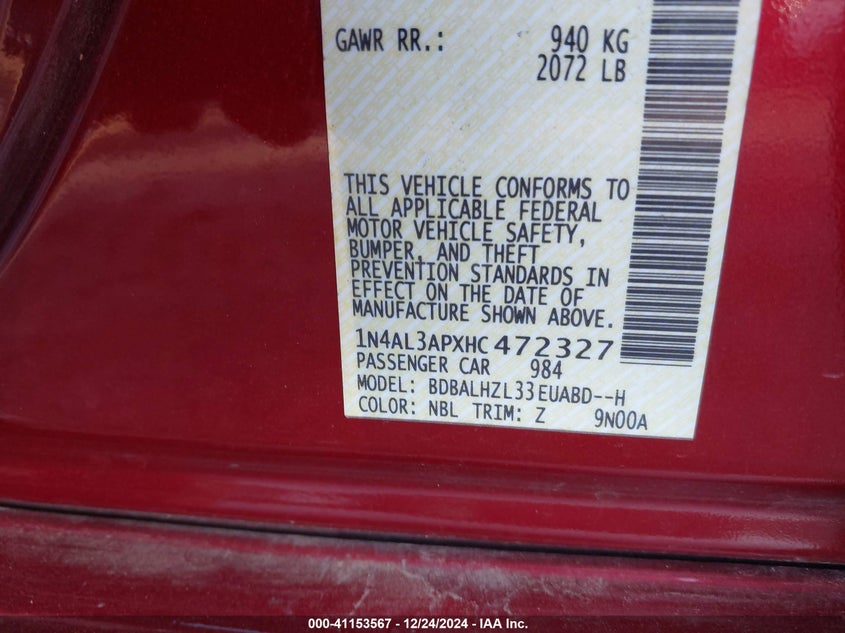 GAWR RR.: 940 KG
2072 LB
THIS VEHICLE CONFORMS TO
ALL APPLICABLE FEDERAL
MOTOR VEHICLE SAFETY,
BUMPER, AND THEFT
PREVENTION STANDARDS IN
EFFECT ON THE DATE OF
MANUFACTURE SHOWN ABOVE.
1N4AL3APXHC472327
PASSENGER CAR 984
MODEL: BDBALHZL33EUABD--H
COLOR: NBL TRIM: Z 9N00A
000-41153567 • 12/24/2024 • IAA Inc.